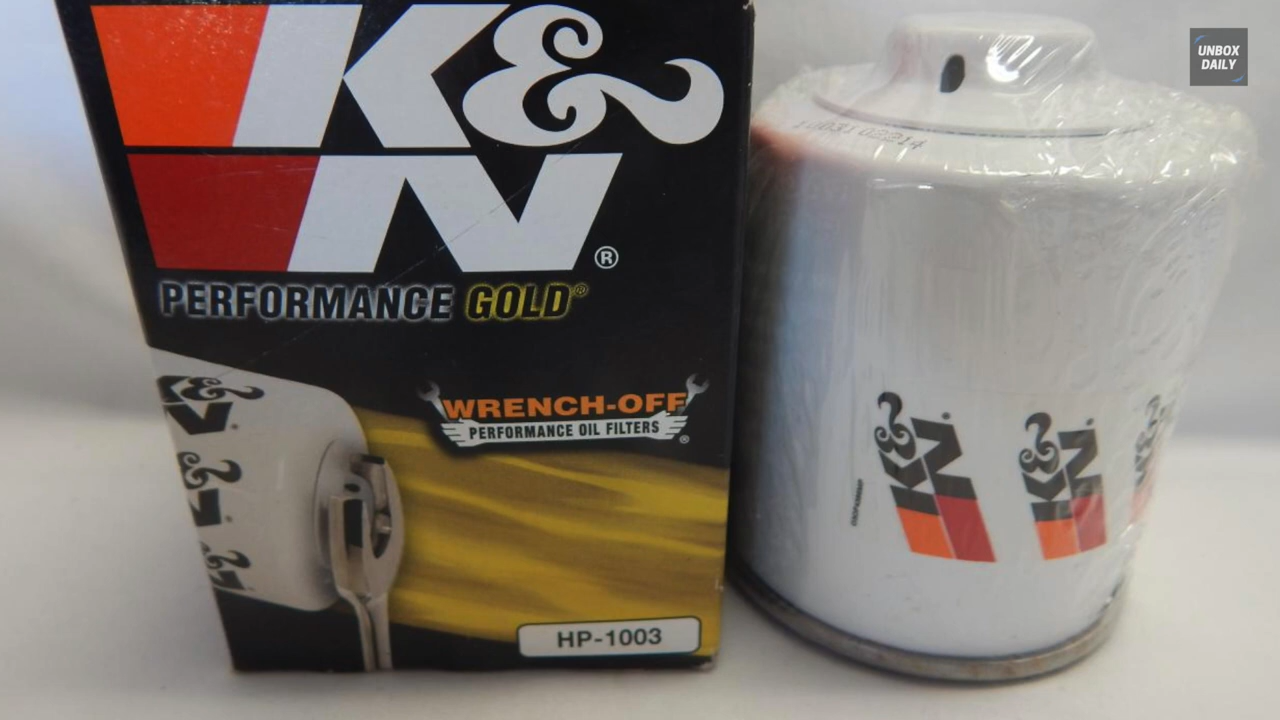 K&
N®
PERFORMANCE GOLD®
WRENCH-OFF
PERFORMANCE OIL FILTERS®
HP-1003
K&N
K&N
K&N
K&N
K&N
K&N
UNBOX
DAILY